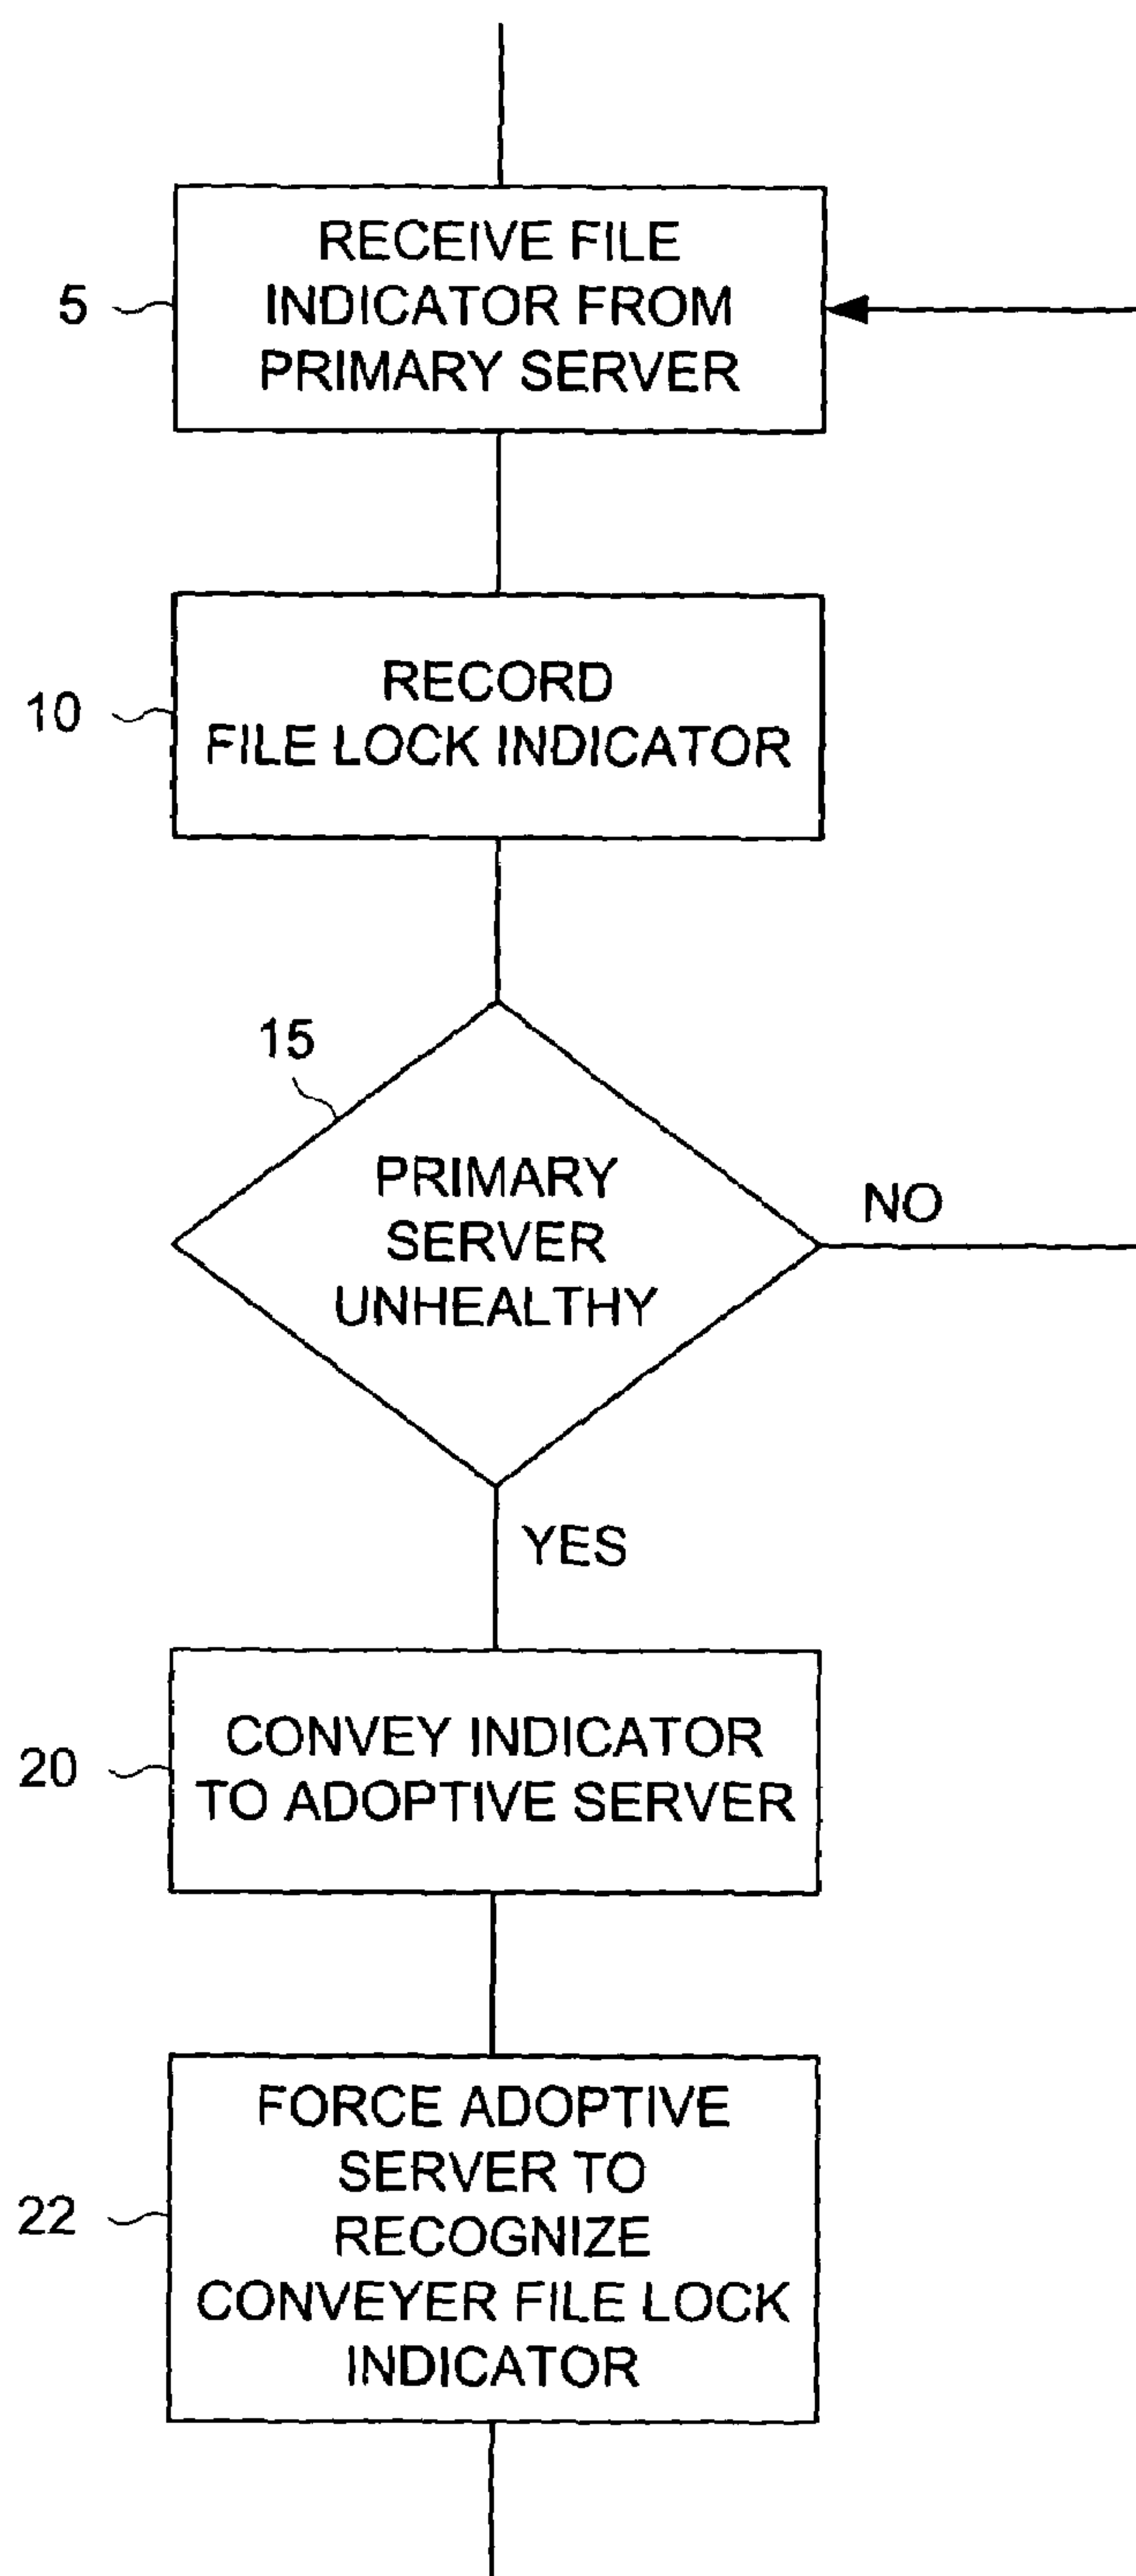 RECEIVE FILE
INDICATOR FROM
PRIMARY SERVER
5
RECORD
FILE LOCK INDICATOR
10
15
PRIMARY
SERVER
UNHEALTHY
NO
YES
CONVEY INDICATOR
TO ADOPTIVE SERVER
20
FORCE ADOPTIVE
SERVER TO
RECOGNIZE
CONVEYER FILE LOCK
INDICATOR
22